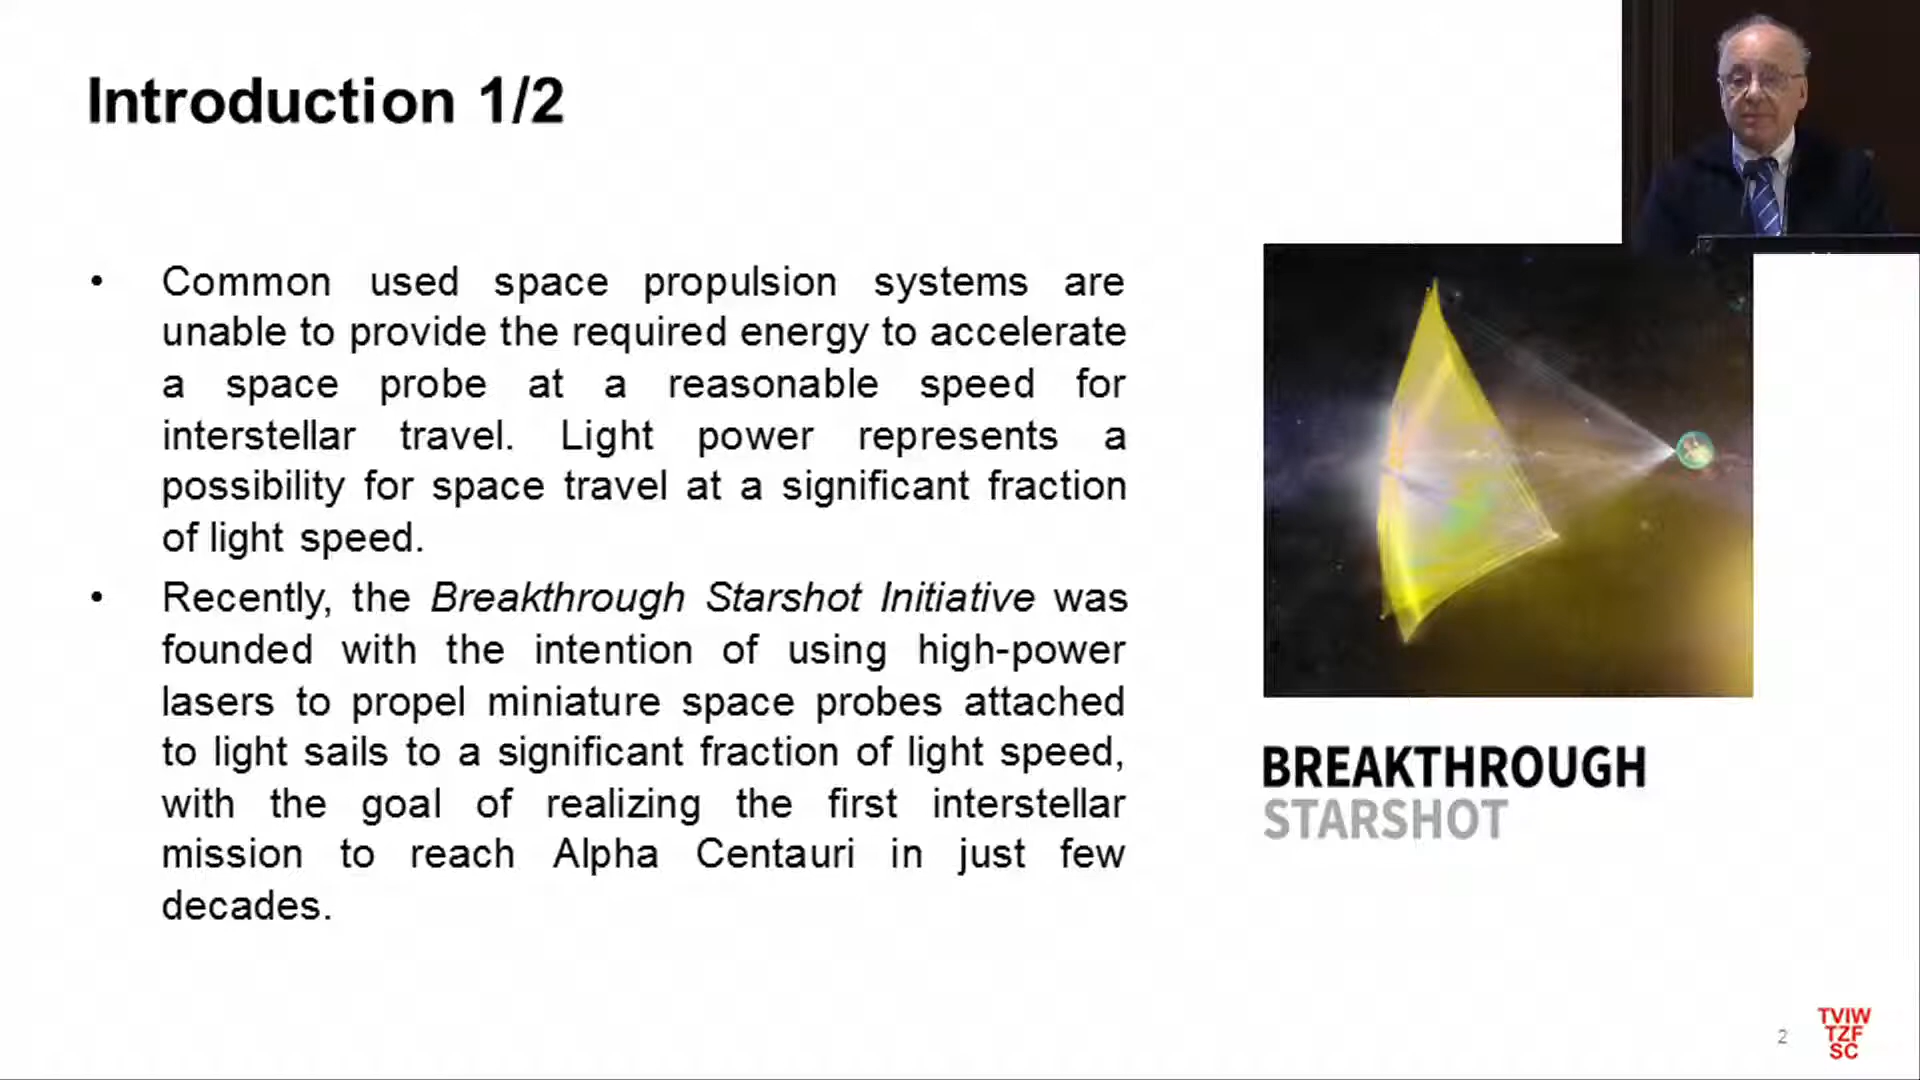 Introduction 1/2
• Common used space propulsion systems are
unable to provide the required energy to accelerate
a space probe at a reasonable speed for
interstellar travel. Light power represents a
possibility for space travel at a significant fraction
of light speed.
• Recently, the Breakthrough Starshot Initiative was
founded with the intention of using high-power
lasers to propel miniature space probes attached
to light sails to a significant fraction of light speed,
with the goal of realizing the first interstellar
mission to reach Alpha Centauri in just few
decades.
BREAKTHROUGH
STARSHOT
2
TVIW
TZF
SC